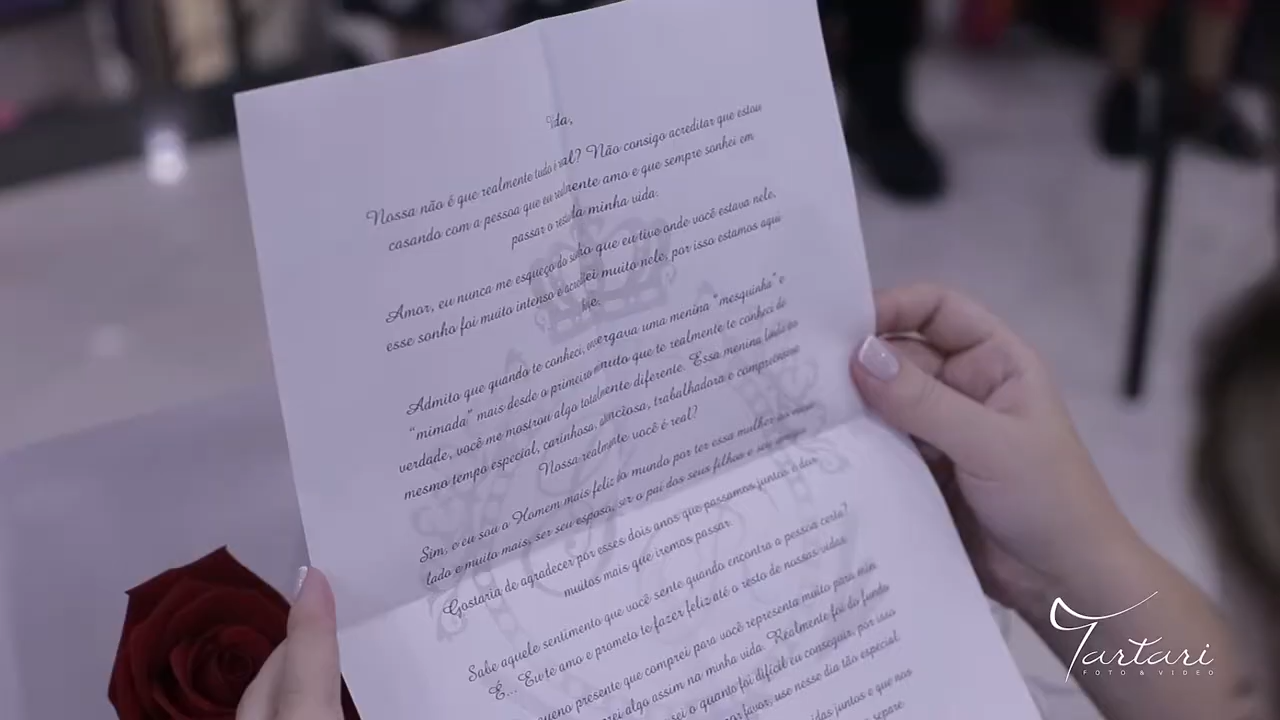 Nossa não é que realmente tudo é real? Não consigo acreditar que estou
casando com a pessoa que eu realmente amo e que sempre sonhei em
passar o resto da minha vida.
Amor, eu nunca me esqueço do sonho que eu tive onde você estava nele,
esse sonho foi muito intenso e acreditei muito nele, por isso estamos aqui
hoje.
Admito que quando te conheci, enxergava uma menina "mesquinha" e
"mimada" mais desde o primeiro minuto que te realmente te conheci de
verdade, você me mostrou algo totalmente diferente. Essa menina linda ao
mesmo tempo especial, carinhosa, atenciosa, trabalhadora e compreensiva
Nossa realmente você é real?
Sim, e eu sou o Homem mais feliz do mundo por ter essa mulher ao meu
lado e muito mais, ser seu esposo, ser o pai dos seus filhos e seu amigo
Gostaria de agradecer por esses dois anos que passamos juntos e dos
muitos mais que iremos passar.
Sabe aquele sentimento que você sente quando encontra a pessoa certa?
É... Eu te amo e prometo te fazer feliz até o resto de nossas vidas
presente que comprei para você representa muito para mim
algo assim na minha vida. Realmente foi do fundo
sei o quanto foi difícil eu conseguir, por isso
por favor, use nesse dia tão especial.
vidas juntos e que nos
separe.
Tartari
FOTO & VIDEO